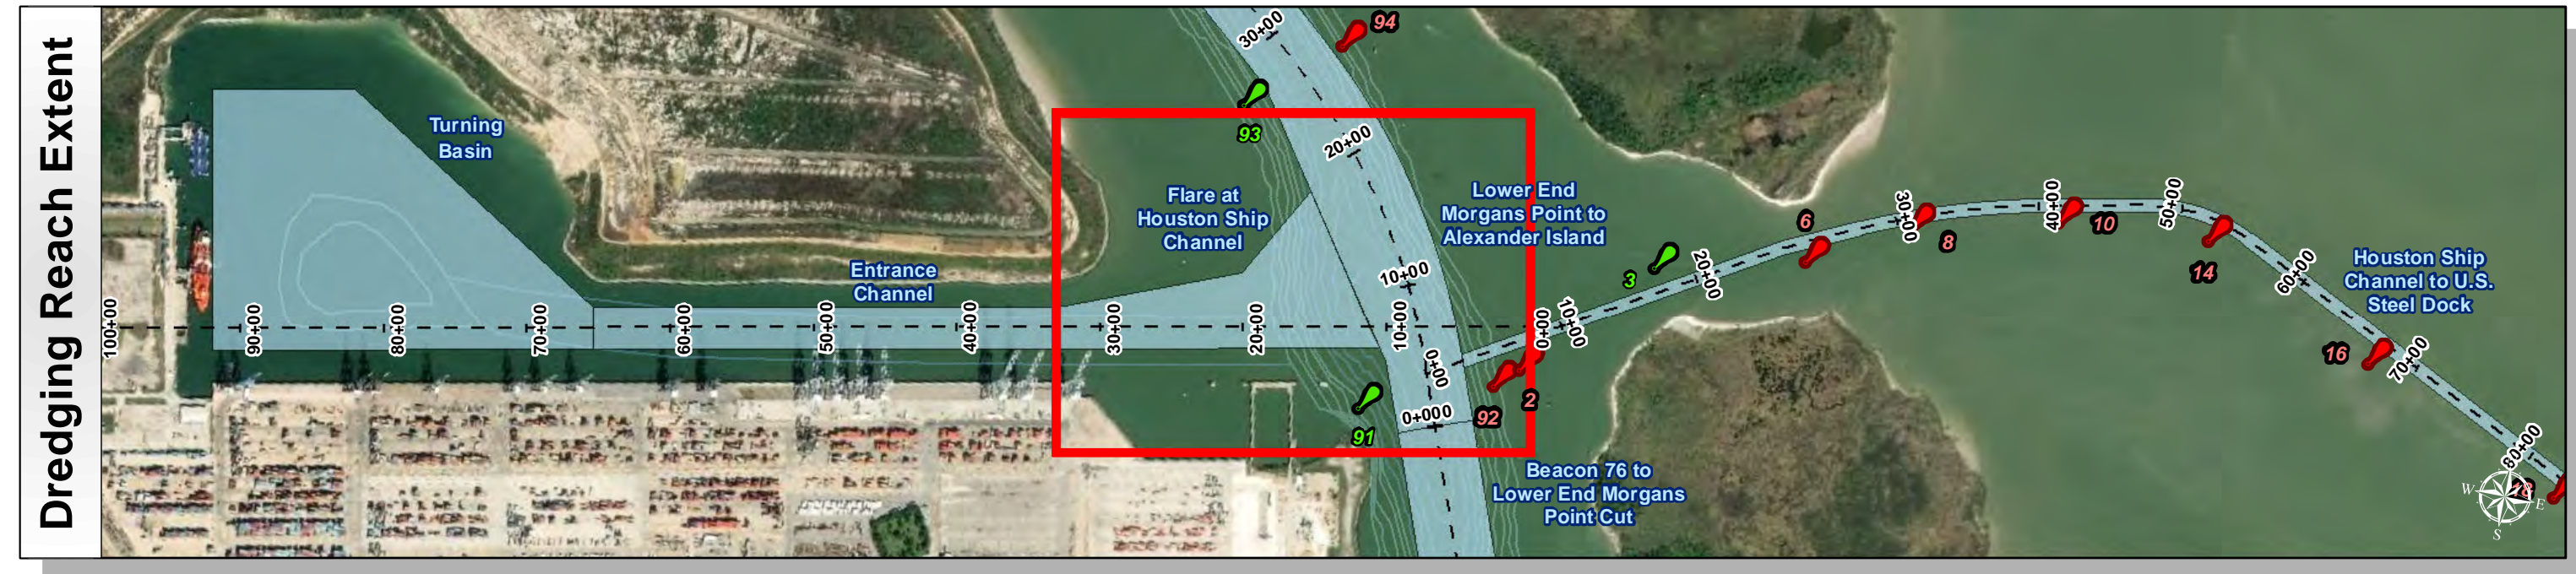 Dredging Reach Extent
Turning
Basin
Entrance
Channel
Flare at
Houston Ship
Channel
Lower End
Morgans Point to
Alexander Island
Beacon 76 to
Lower End Morgans
Point Cut
Houston Ship
Channel to U.S.
Steel Dock
100+00
90+00
80+00
70+00
60+00
50+00
40+00
30+00
20+00
10+00
0+00
30+00
20+00
10+00
0+00
0+000
10+00
20+00
30+00
40+00
50+00
60+00
70+00
80+00
94
93
91
92
2
3
6
8
10
14
16
18
W
E
S